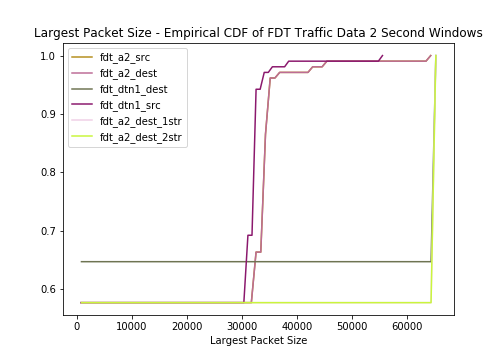 Largest Packet Size - Empirical CDF of FDT Traffic Data 2 Second Windows
fdt_a2_src
fdt_a2_dest
fdt_dtn1_dest
fdt_dtn1_src
fdt_a2_dest_1str
fdt_a2_dest_2str
1.0
0.9
0.8
0.7
0.6
0 10000 20000 30000 40000 50000 60000
Largest Packet Size